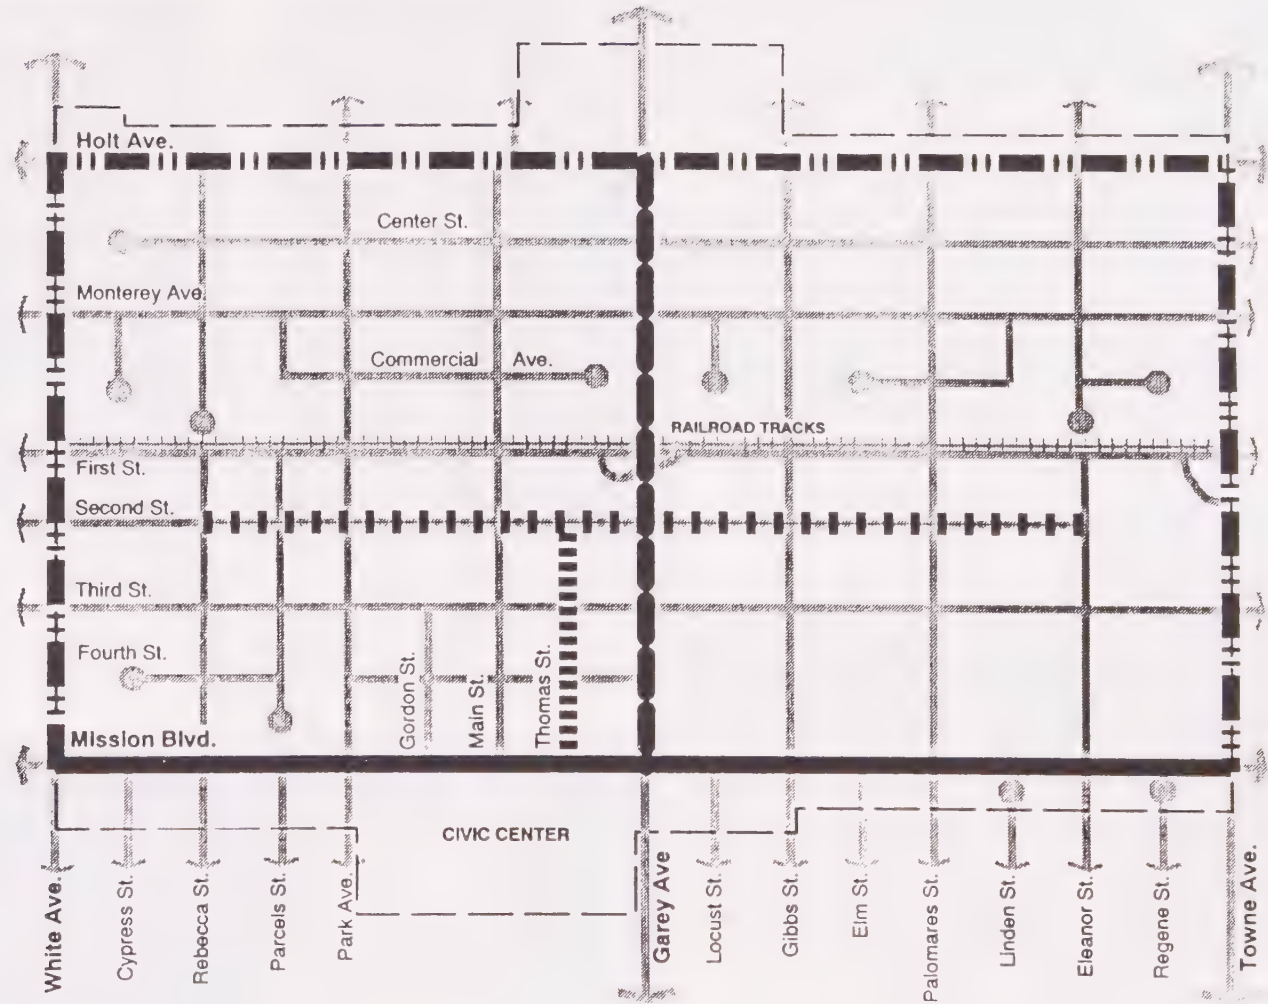 Holt Ave.
Center St.
Monterey Ave.
Commercial Ave.
RAILROAD TRACKS
First St.
Second St.
Third St.
Fourth St.
Gordon St.
Main St.
Thomas St.
Mission Blvd.
CIVIC CENTER
White Ave.
Cypress St.
Rebecca St.
Parcels St.
Park Ave.
Garey Ave
Locust St.
Gibbs St.
Elm St.
Palomares St.
Linden St.
Eleanor St.
Regene St.
Towne Ave.